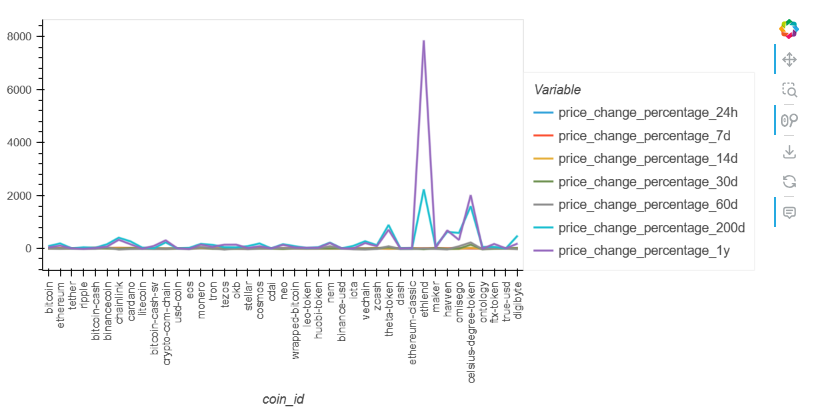 8000
6000
4000
2000
0
Variable
price_change_percentage_24h
price_change_percentage_7d
price_change_percentage_14d
price_change_percentage_30d
price_change_percentage_60d
price_change_percentage_200d
price_change_percentage_1y
bitcoin
ethereum
tether
ripple
bitcoin-cash
binancecoin
chainlink
cardano
litecoin
bitcoin-cash-sv
crypto-com-chain
usd-coin
eos
monero
tron
tezos
okb
stellar
cosmos
cdai
neo
wrapped-bitcoin
leo-token
huobi-token
nem
binance-usd
iota
vechain
zcash
theta-token
dash
ethereum-classic
ethlend
maker
havven
omisego
celsius-degree-token
ontology
ftx-token
true-usd
digibyte
coin_id